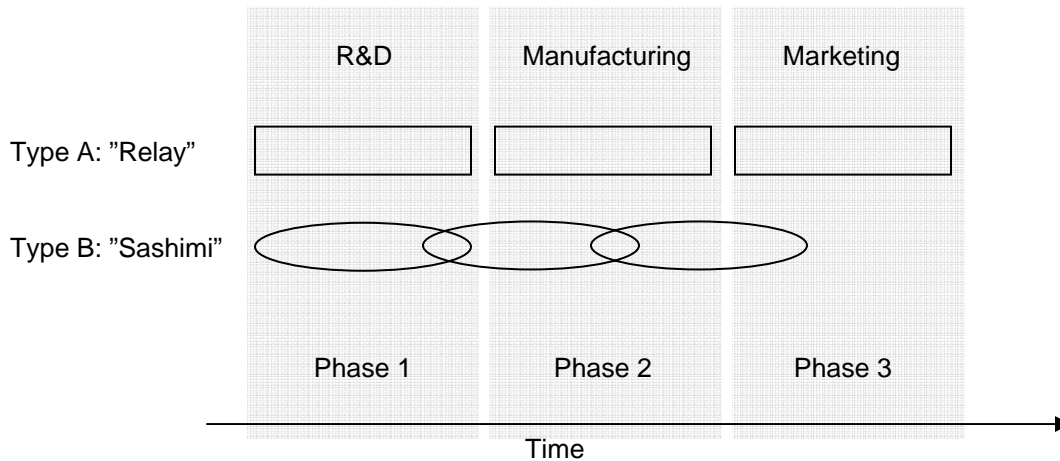 R&D Manufacturing Marketing
Type A: ”Relay”
Type B: ”Sashimi”
Phase 1 Phase 2 Phase 3
Time